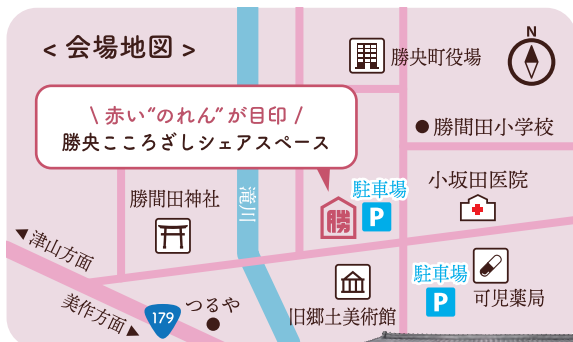 < 会場地図 >
N
勝央町役場
\ 赤い“のれん”が目印 /
勝央こころざしシェアスペース
勝間田小学校
小坂田医院
駐車場
P
勝間田神社
滝川
勝
津山方面
美作方面
179
つるや
旧郷土美術館
駐車場
P
可児薬局